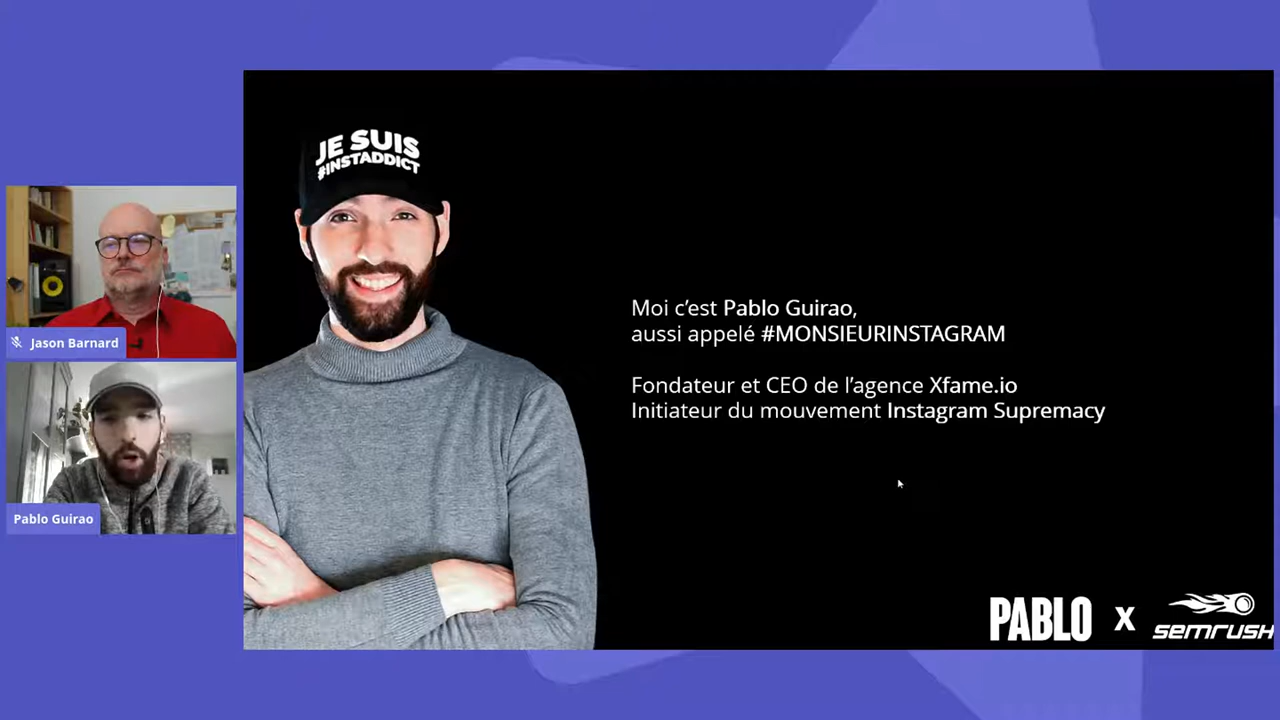 JE SUIS
#INSTADDICT
Jason Barnard
Pablo Guirao
Moi c’est Pablo Guirao,
aussi appelé #MONSIEURINSTAGRAM
Fondateur et CEO de l’agence Xfame.io
Initiateur du mouvement Instagram Supremacy
PABLO X semrush